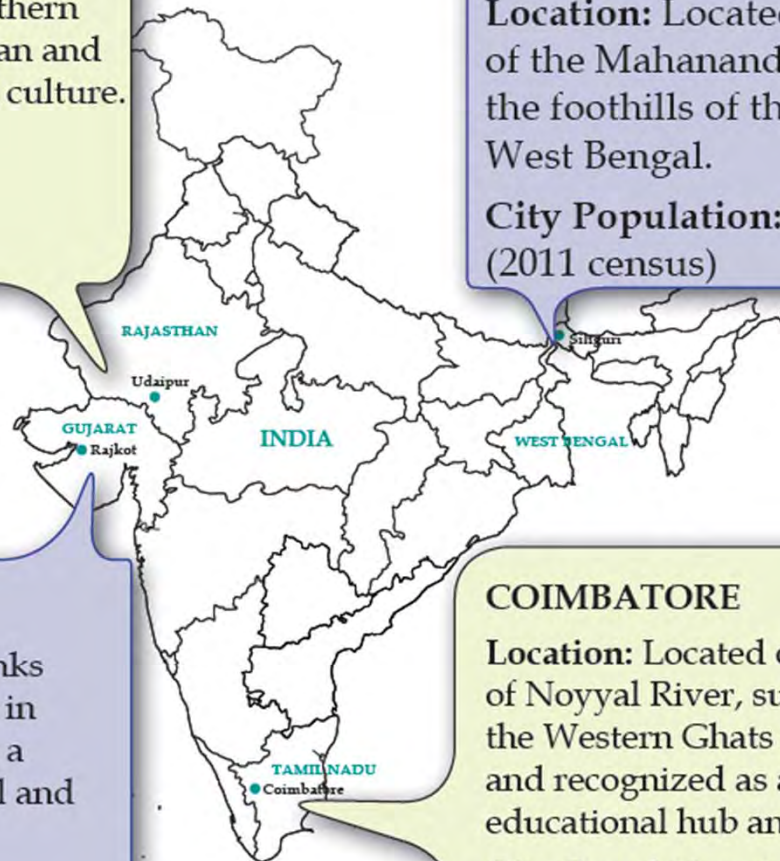 thern
an and
culture.
Location: Located
of the Mahanand
the foothills of th
West Bengal.
City Population:
(2011 census)
RAJASTHAN
Udaipur
GUJARAT
Rajkot
INDIA
Siliguri
WEST BENGAL
nks
in
a
l and
TAMIL NADU
Coimbatore
COIMBATORE
Location: Located o
of Noyyal River, su
the Western Ghats
and recognized as a
educational hub an